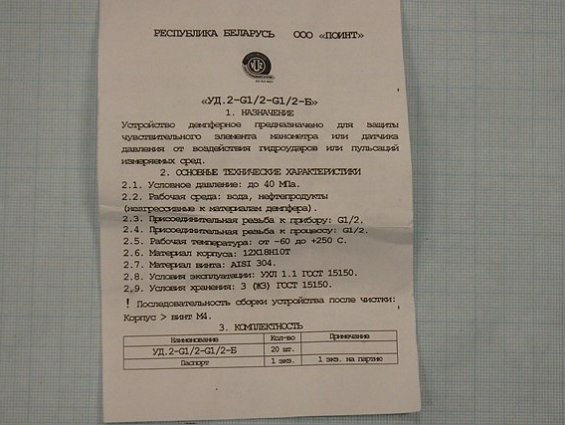 РЕСПУБЛИКА БЕЛАРУСЬ ООО «ПОИНТ»
«УД.2-G1/2-G1/2-Б»
1. НАЗНАЧЕНИЕ
Устройство демпферное предназначено для защиты
чувствительного элемента манометра или датчика
давления от воздействия гидроударов или пульсаций
измеряемых сред.
2. ОСНОВНЫЕ ТЕХНИЧЕСКИЕ ХАРАКТЕРИСТИКИ
2.1. Условное давление: до 40 МПа.
2.2. Рабочая среда: вода, нефтепродукты
(неагрессивные к материалам демпфера).
2.3. Присоединительная резьба к прибору: G1/2.
2.4. Присоединительная резьба к процессу: G1/2.
2.5. Рабочая температура: от -60 до +250 С.
2.6. Материал корпуса: 12Х18Н10Т
2.7. Материал винта: AISI 304.
2.8. Условия эксплуатации: УХЛ 1.1 ГОСТ 15150.
2.9. Условия хранения: 3 (Ж3) ГОСТ 15150.
! Последовательность сборки устройства после чистки:
Корпус > винт М4.
3. КОМПЛЕКТНОСТЬ
Наименование Кол-во Примечание
УД.2-G1/2-G1/2-Б 20 шт.
Паспорт 1 экз. 1 экз. на партию